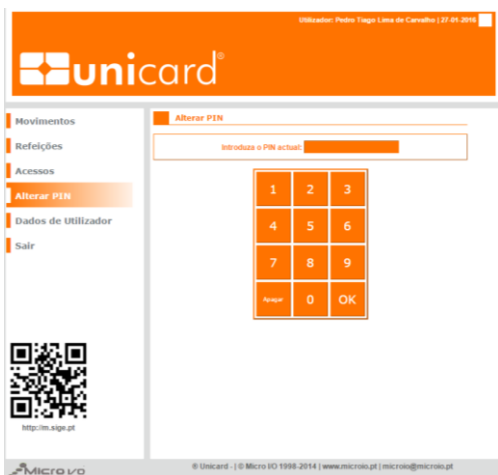 Utilizador: Pedro Tiago Lima de Carvalho | 27-01-2016
unicard®
Movimentos
Refeições
Acessos
Alterar PIN
Dados de Utilizador
Sair
http://m.sige.pt
Alterar PIN
Introduza o PIN actual:
1 2 3
4 5 6
7 8 9
Apagar 0 OK
Micro I/O
® Unicard - | © Micro I/O 1998-2014 | www.microio.pt | microio@microio.pt